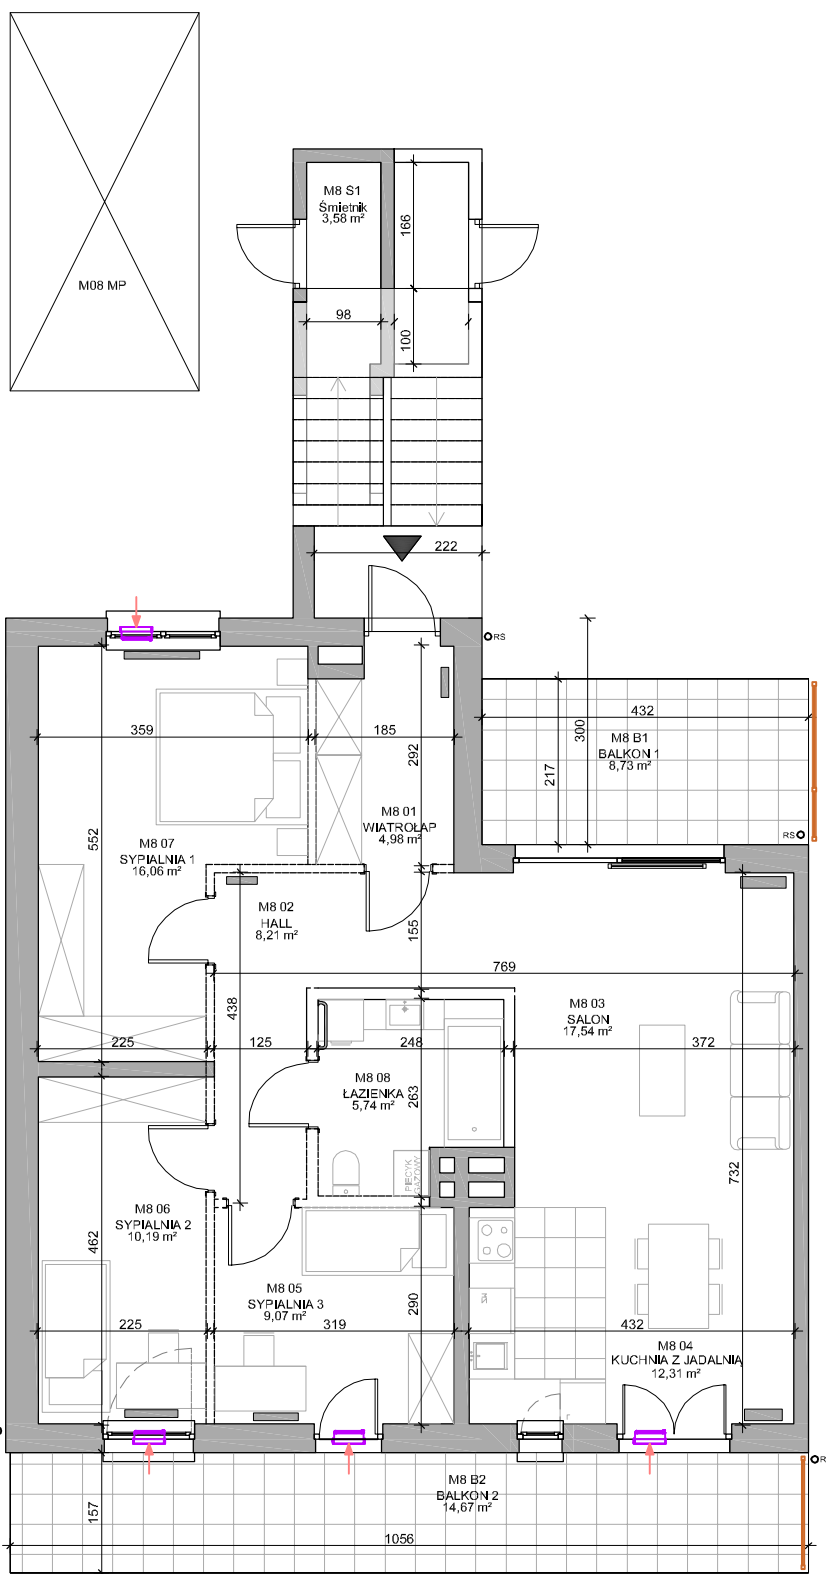 M8 S1
Śmietnik
3,58 m²
166
M08 MP
98
100
222
RS
432
M8 B1
BALKON 1
8,73 m²
300
217
RS
359
185
292
M8 01
WIATROŁAP
4,98 m²
552
M8 07
SYPIALNIA 1
16,06 m²
M8 02
HALL
8,21 m²
155
769
438
M8 03
SALON
17,54 m²
225
125
248
372
M8 08
ŁAZIENKA
5,74 m²
263
PIECYK
GAZOWY
732
M8 06
SYPIALNIA 2
10,19 m²
462
M8 05
SYPIALNIA 3
9,07 m²
290
225
319
432
M8 04
KUCHNIA Z JADALNIĄ
12,31 m²
R
M8 B2
BALKON 2
14,67 m²
157
1056